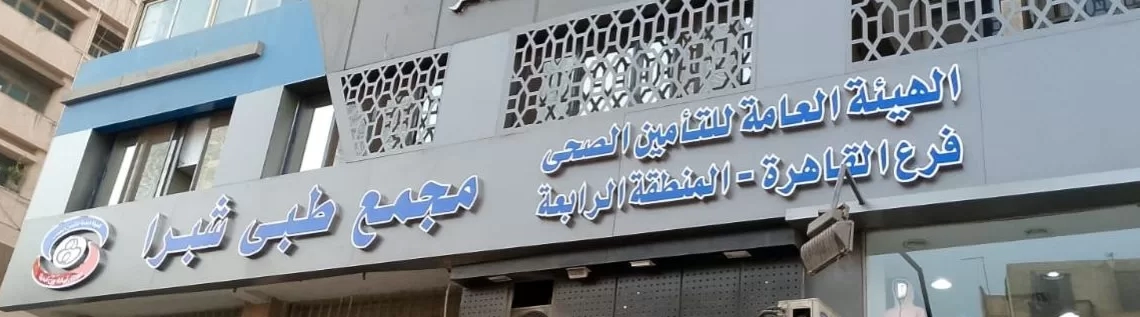 الهيئة العامة للتأمين الصحى
فرع القاهرة - المنطقة الرابعة
مجمع طبى شبرا